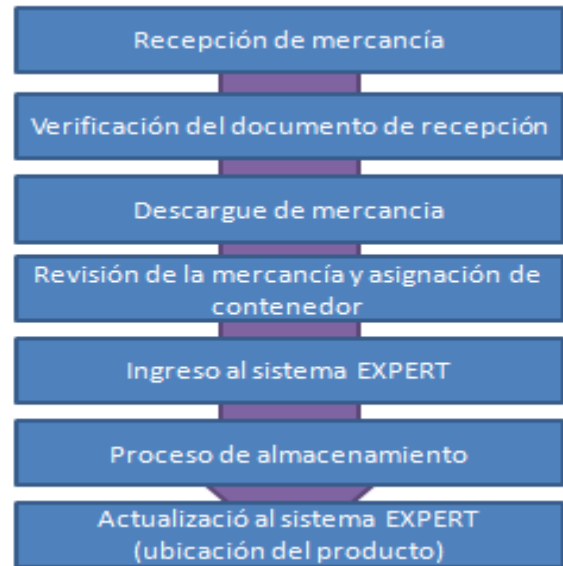 Recepción de mercancía
Verificación del documento de recepción
Descargue de mercancia
Revisión de la mercancía y asignación de
contenedor
Ingreso al sistema EXPERT
Proceso de almacenamiento
Actualizació al sistema EXPERT
(ubicación del producto)